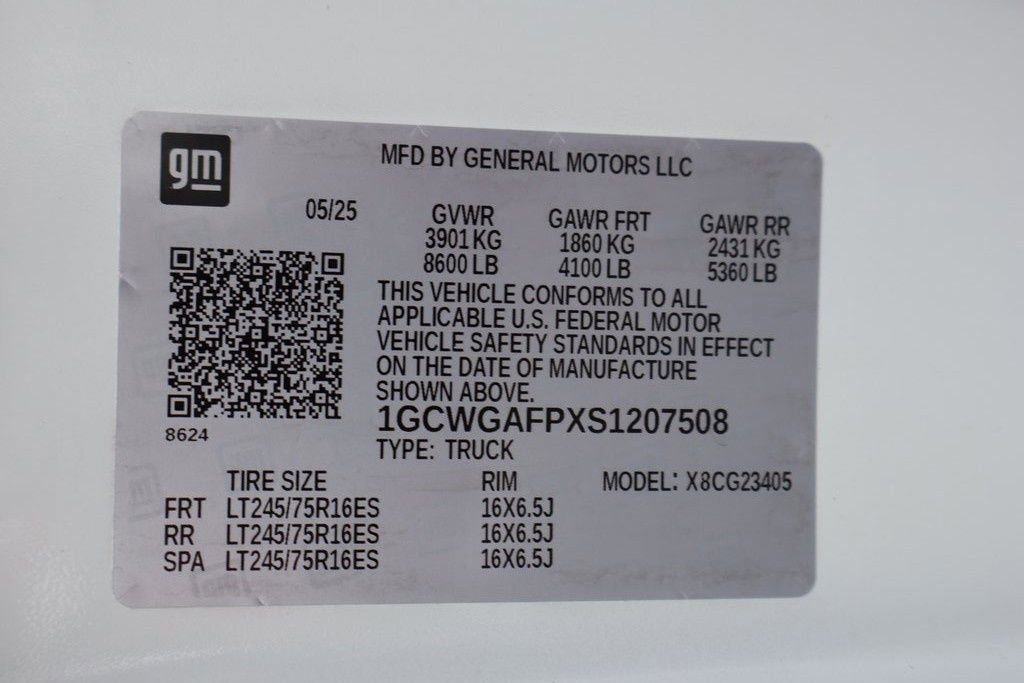 gm
MFD BY GENERAL MOTORS LLC
05/25 GVWR GAWR FRT GAWR RR
3901 KG 1860 KG 2431 KG
8600 LB 4100 LB 5360 LB
THIS VEHICLE CONFORMS TO ALL
APPLICABLE U.S. FEDERAL MOTOR
VEHICLE SAFETY STANDARDS IN EFFECT
ON THE DATE OF MANUFACTURE
SHOWN ABOVE.
1GCWGAFPXS1207508
8624
TYPE: TRUCK
TIRE SIZE RIM MODEL: X8CG23405
FRT LT245/75R16ES 16X6.5J
RR LT245/75R16ES 16X6.5J
SPA LT245/75R16ES 16X6.5J